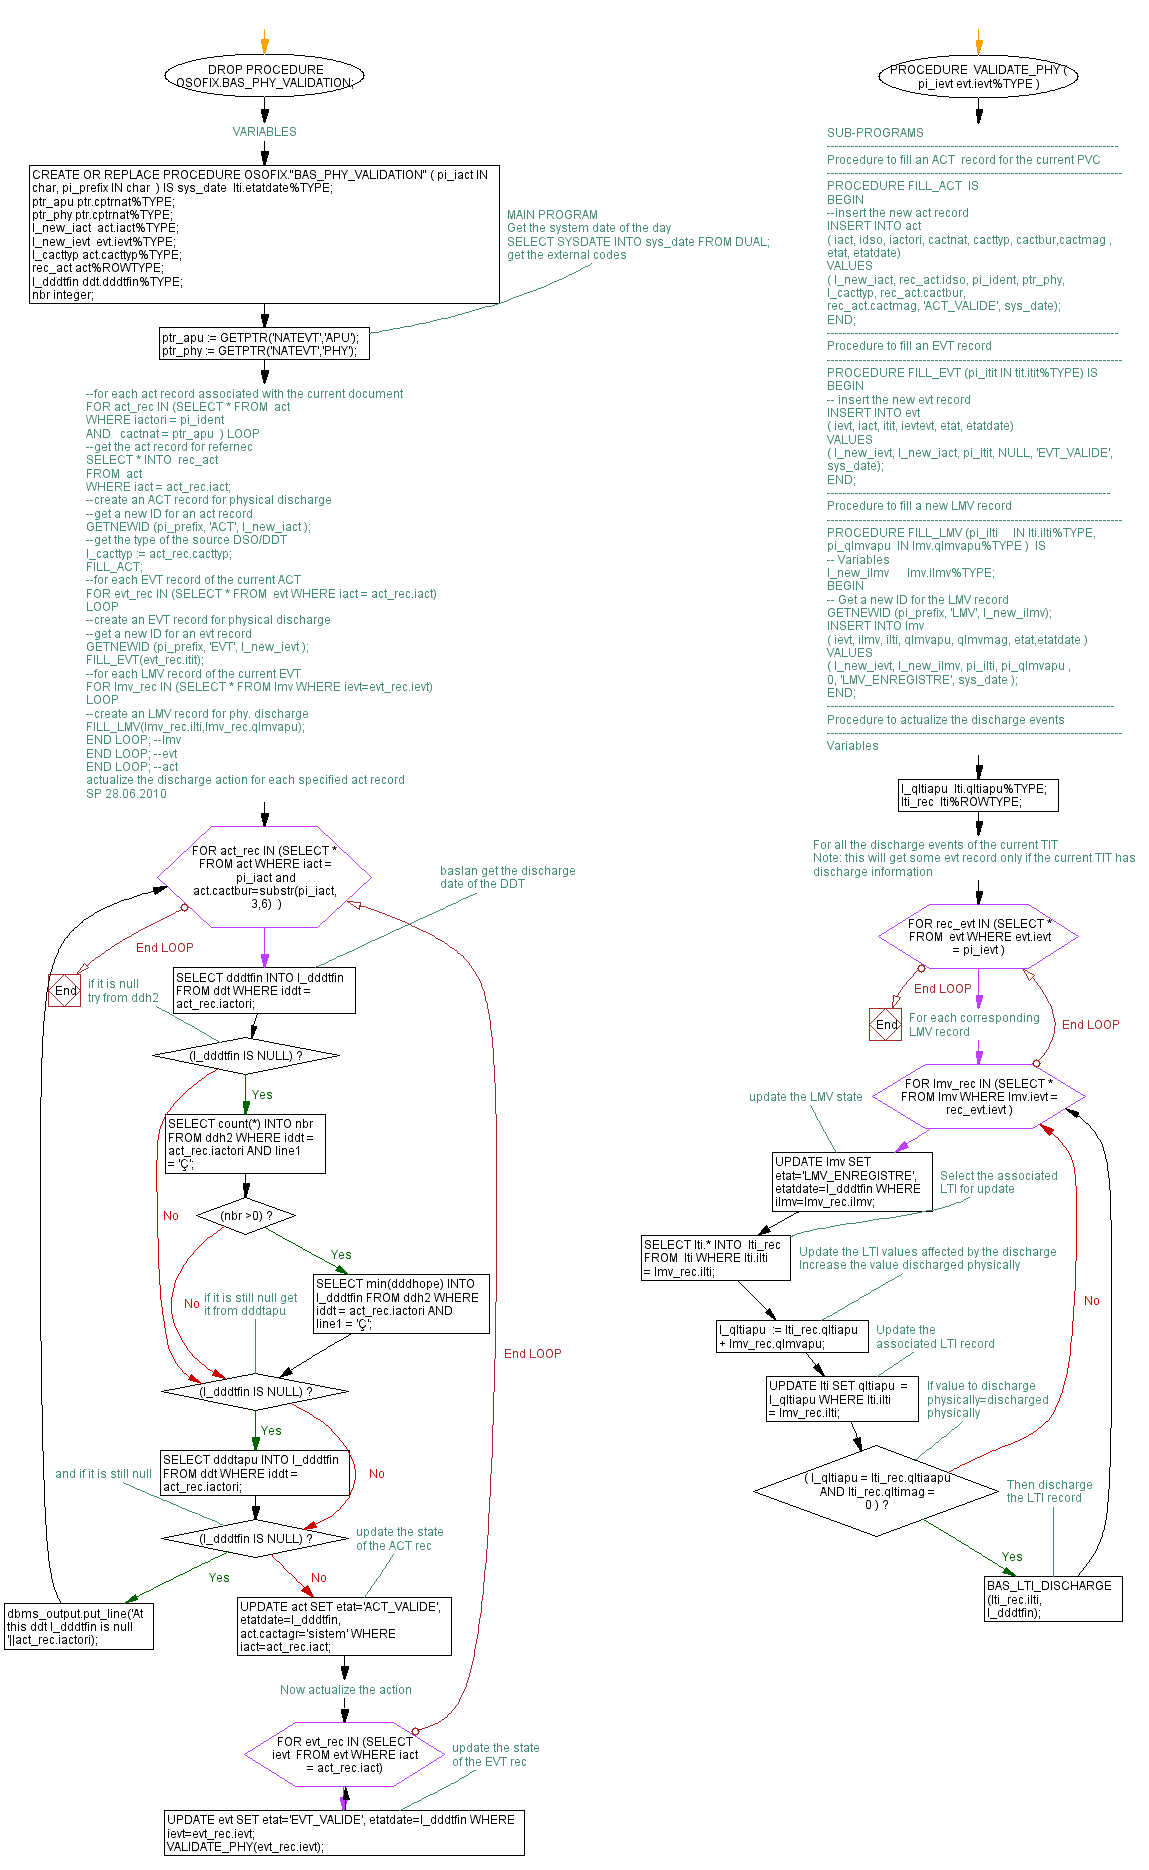 DROP PROCEDURE
OSOFIX.BAS_PHY_VALIDATION;
VARIABLES
CREATE OR REPLACE PROCEDURE OSOFIX."BAS_PHY_VALIDATION" ( pi_iact IN
char, pi_prefix IN char  ) IS sys_date  lti.etatdate%TYPE;
ptr_apu ptr.cptrnat%TYPE;
ptr_phy ptr.cptrnat%TYPE;
l_new_iact  act.iact%TYPE;
l_new_ievt  evt.ievt%TYPE;
l_cacttyp act.cacttyp%TYPE;
rec_act act%ROWTYPE;
l_dddtfin ddt.dddtfin%TYPE;
nbr integer;
MAIN PROGRAM
Get the system date of the day
SELECT SYSDATE INTO sys_date FROM DUAL;
get the external codes
ptr_apu := GETPTR('NATEVT','APU');
ptr_phy := GETPTR('NATEVT','PHY');
--for each act record associated with the current document
FOR act_rec IN (SELECT * FROM  act
WHERE iactori = pi_ident
AND   cactnat = ptr_apu  ) LOOP
--get the act record for refernec
SELECT * INTO  rec_act
FROM  act
WHERE iact = act_rec.iact;
--create an ACT record for physical discharge
--get a new ID for an act record
GETNEWID (pi_prefix, 'ACT', l_new_iact );
--get the type of the source DSO/DDT
l_cacttyp := act_rec.cacttyp;
FILL_ACT;
--for each EVT record of the current ACT
FOR evt_rec IN (SELECT * FROM  evt WHERE iact = act_rec.iact)
LOOP
--create an EVT record for physical discharge
--get a new ID for an evt record
GETNEWID (pi_prefix, 'EVT', l_new_ievt );
FILL_EVT(evt_rec.itit);
--for each LMV record of the current EVT
FOR lmv_rec IN (SELECT * FROM lmv WHERE ievt=evt_rec.ievt)
LOOP
--create an LMV record for phy. discharge
FILL_LMV(lmv_rec.ilti,lmv_rec.qlmvapu);
END LOOP; --lmv
END LOOP; --evt
END LOOP; --act
actualize the discharge action for each specified act record
SP 28.06.2010
FOR act_rec IN (SELECT *
FROM act WHERE iact =
pi_iact and
act.cactbur=substr(pi_iact,
3,6)  )
baslan get the discharge
date of the DDT
End LOOP
End
if it is null
try from ddh2
SELECT dddtfin INTO l_dddtfin
FROM ddt WHERE iddt =
act_rec.iactori;
(l_dddtfin IS NULL) ?
Yes
SELECT count(*) INTO nbr
FROM ddh2 WHERE iddt =
act_rec.iactori AND line1
= 'Ç';
No
(nbr >0) ?
Yes
SELECT min(dddhope) INTO
l_dddtfin FROM ddh2 WHERE
iddt = act_rec.iactori AND
line1 = 'Ç';
No
if it is still null get
it from dddtapu
End LOOP
(l_dddtfin IS NULL) ?
Yes
SELECT dddtapu INTO l_dddtfin
FROM ddt WHERE iddt =
act_rec.iactori;
No
and if it is still null
(l_dddtfin IS NULL) ?
update the state
of the ACT rec
Yes
No
dbms_output.put_line('At
this ddt l_dddtfin is null
'||act_rec.iactori);
UPDATE act SET etat='ACT_VALIDE',
etatdate=l_dddtfin,
act.cactagr='sistem' WHERE
iact=act_rec.iact;
Now actualize the action
FOR evt_rec IN (SELECT
ievt  FROM evt WHERE iact
= act_rec.iact)
update the state
of the EVT rec
UPDATE evt SET etat='EVT_VALIDE', etatdate=l_dddtfin WHERE
ievt=evt_rec.ievt;
VALIDATE_PHY(evt_rec.ievt);
PROCEDURE  VALIDATE_PHY (
pi_ievt evt.ievt%TYPE )
SUB-PROGRAMS
Procedure to fill an ACT  record for the current PVC
PROCEDURE FILL_ACT  IS
BEGIN
--insert the new act record
INSERT INTO act
( iact, idso, iactori, cactnat, cacttyp, cactbur,cactmag ,
etat, etatdate)
VALUES
( l_new_iact, rec_act.idso, pi_ident, ptr_phy,
l_cacttyp, rec_act.cactbur,
rec_act.cactmag, 'ACT_VALIDE', sys_date);
END;
Procedure to fill an EVT record
PROCEDURE FILL_EVT (pi_itit IN tit.itit%TYPE) IS
BEGIN
-- insert the new evt record
INSERT INTO evt
( ievt, iact, itit, ievtevt, etat, etatdate)
VALUES
( l_new_ievt, l_new_iact, pi_itit, NULL, 'EVT_VALIDE',
sys_date);
END;
Procedure to fill a new LMV record
PROCEDURE FILL_LMV (pi_ilti     IN lti.ilti%TYPE,
pi_qlmvapu  IN lmv.qlmvapu%TYPE )  IS
-- Variables
l_new_ilmv      lmv.ilmv%TYPE;
BEGIN
-- Get a new ID for the LMV record
GETNEWID (pi_prefix, 'LMV', l_new_ilmv);
INSERT INTO lmv
( ievt, ilmv, ilti, qlmvapu, qlmvmag, etat,etatdate )
VALUES
( l_new_ievt, l_new_ilmv, pi_ilti, pi_qlmvapu ,
0, 'LMV_ENREGISTRE', sys_date );
END;
Procedure to actualize the discharge events
Variables
l_qltiapu  lti.qltiapu%TYPE;
lti_rec  lti%ROWTYPE;
For all the discharge events of the current TIT
Note: this will get some evt record only if the current TIT has
discharge information
FOR rec_evt IN (SELECT *
FROM  evt WHERE evt.ievt
= pi_ievt )
End LOOP
End
For each corresponding
LMV record
End LOOP
FOR lmv_rec IN (SELECT *
FROM lmv WHERE lmv.ievt =
rec_evt.ievt )
update the LMV state
UPDATE lmv SET
etat='LMV_ENREGISTRE',
etatdate=l_dddtfin WHERE
ilmv=lmv_rec.ilmv;
Select the associated
LTI for update
SELECT lti.* INTO  lti_rec
FROM  lti WHERE lti.ilti
= lmv_rec.ilti;
Update the LTI values affected by the discharge
Increase the value discharged physically
No
l_qltiapu  := lti_rec.qltiapu
+ lmv_rec.qlmvapu;
Update the
associated LTI record
UPDATE lti SET qltiapu  =
l_qltiapu WHERE lti.ilti
= lmv_rec.ilti;
If value to discharge
physically=discharged
physically
( l_qltiapu = lti_rec.qltiaapu
AND lti_rec.qltimag =
0 ) ?
Then discharge
the LTI record
Yes
BAS_LTI_DISCHARGE
(lti_rec.ilti,
l_dddtfin);